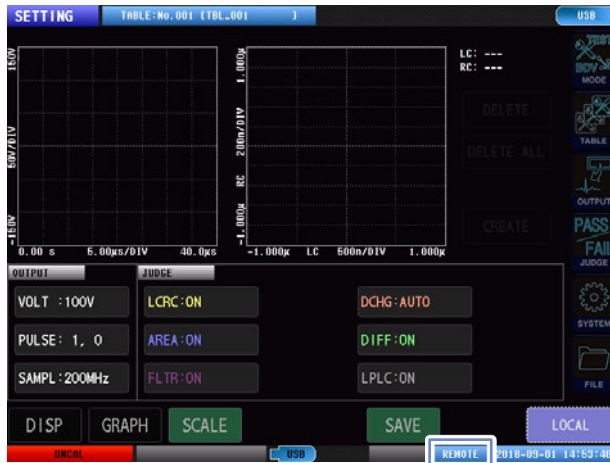 SETTING TABLE:No.001 [TBL_001 ] USB
150V
50V/DIV
-150V
0.00 s 5.00μs/DIV 40.0μs
1.000μ
200n/DIV
RC
-1.000μ
-1.000μ LC 500n/DIV 1.000μ
LC: ---
RC: ---
DELETE
DELETE ALL
CREATE
TEST
BDV
MODE
TABLE
OUTPUT
PASS
FAIL
JUDGE
SYSTEM
FILE
OUTPUT
VOLT :100V
PULSE: 1, 0
SAMPL:200MHz
JUDGE
LCRC:ON DCHG:AUTO
AREA:ON DIFF:ON
FLTR:ON LPLC:ON
DISP GRAPH SCALE SAVE LOCAL
UNCOL USB REMOTE 2018-09-01 14:53:46